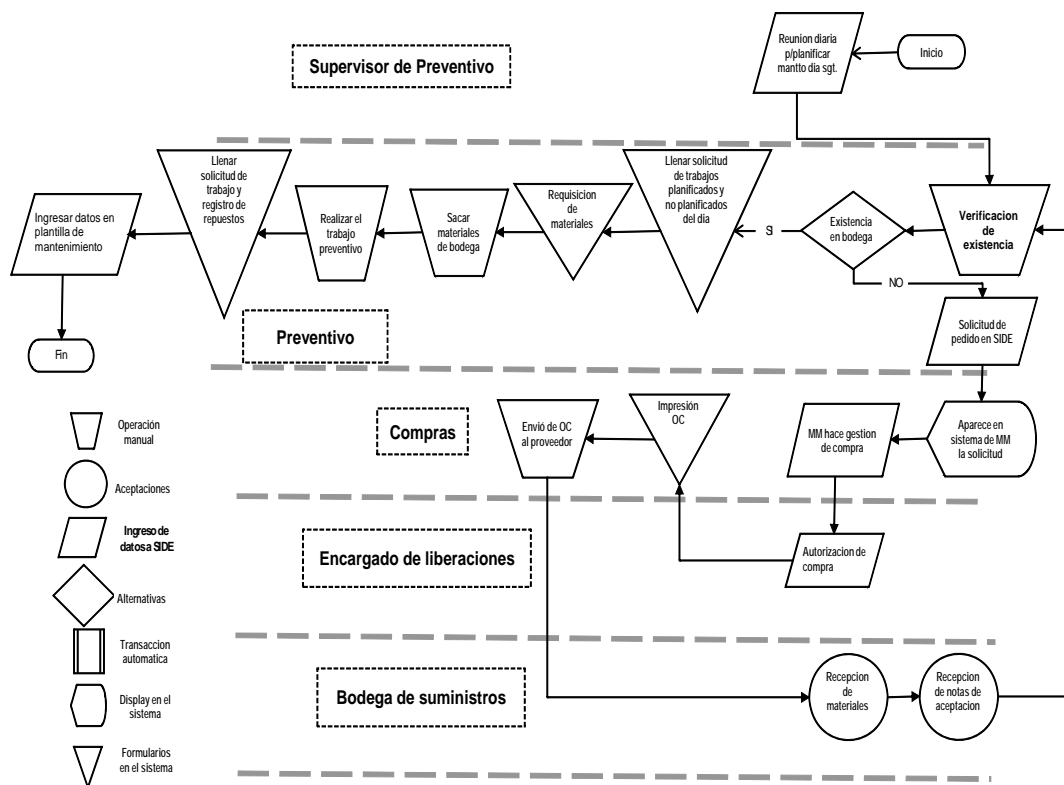 Supervisor de Preventivo
Reunion diaria
p/planificar
mantto dia sgt.
Inicio
Ingresar datos en
plantilla de
mantenimiento
Llenar
solicitud de
trabajo y
registro de
repuestos
Realizar el
trabajo
preventivo
Sacar
materiales
de bodega
Requisicion
de
materiales
Llenar solicitud
de trabajos
planificados y
no planificados
del dia
SI
Existencia
en bodega
Verificacion
de
existencia
NO
Fin
Preventivo
Solicitud de
pedido en SIDE
Compras
Envió de OC
al proveedor
Impresión
OC
MM hace gestion
de compra
Aparece en
sistema de MM
la solicitud
Encargado de liberaciones
Autorizacion de
compra
Bodega de suministros
Recepcion
de
materiales
Recepcion
de notas de
aceptacion
Operación
manual
Aceptaciones
Ingreso de
datos a SIDE
Alternativas
Transaccion
automatica
Display en el
sistema
Formularios
en el sistema